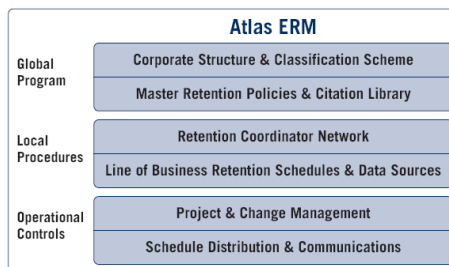 Atlas ERM
Global
Program
Corporate Structure & Classification Scheme
Master Retention Policies & Citation Library
Local
Procedures
Retention Coordinator Network
Line of Business Retention Schedules & Data Sources
Operational
Controls
Project & Change Management
Schedule Distribution & Communications